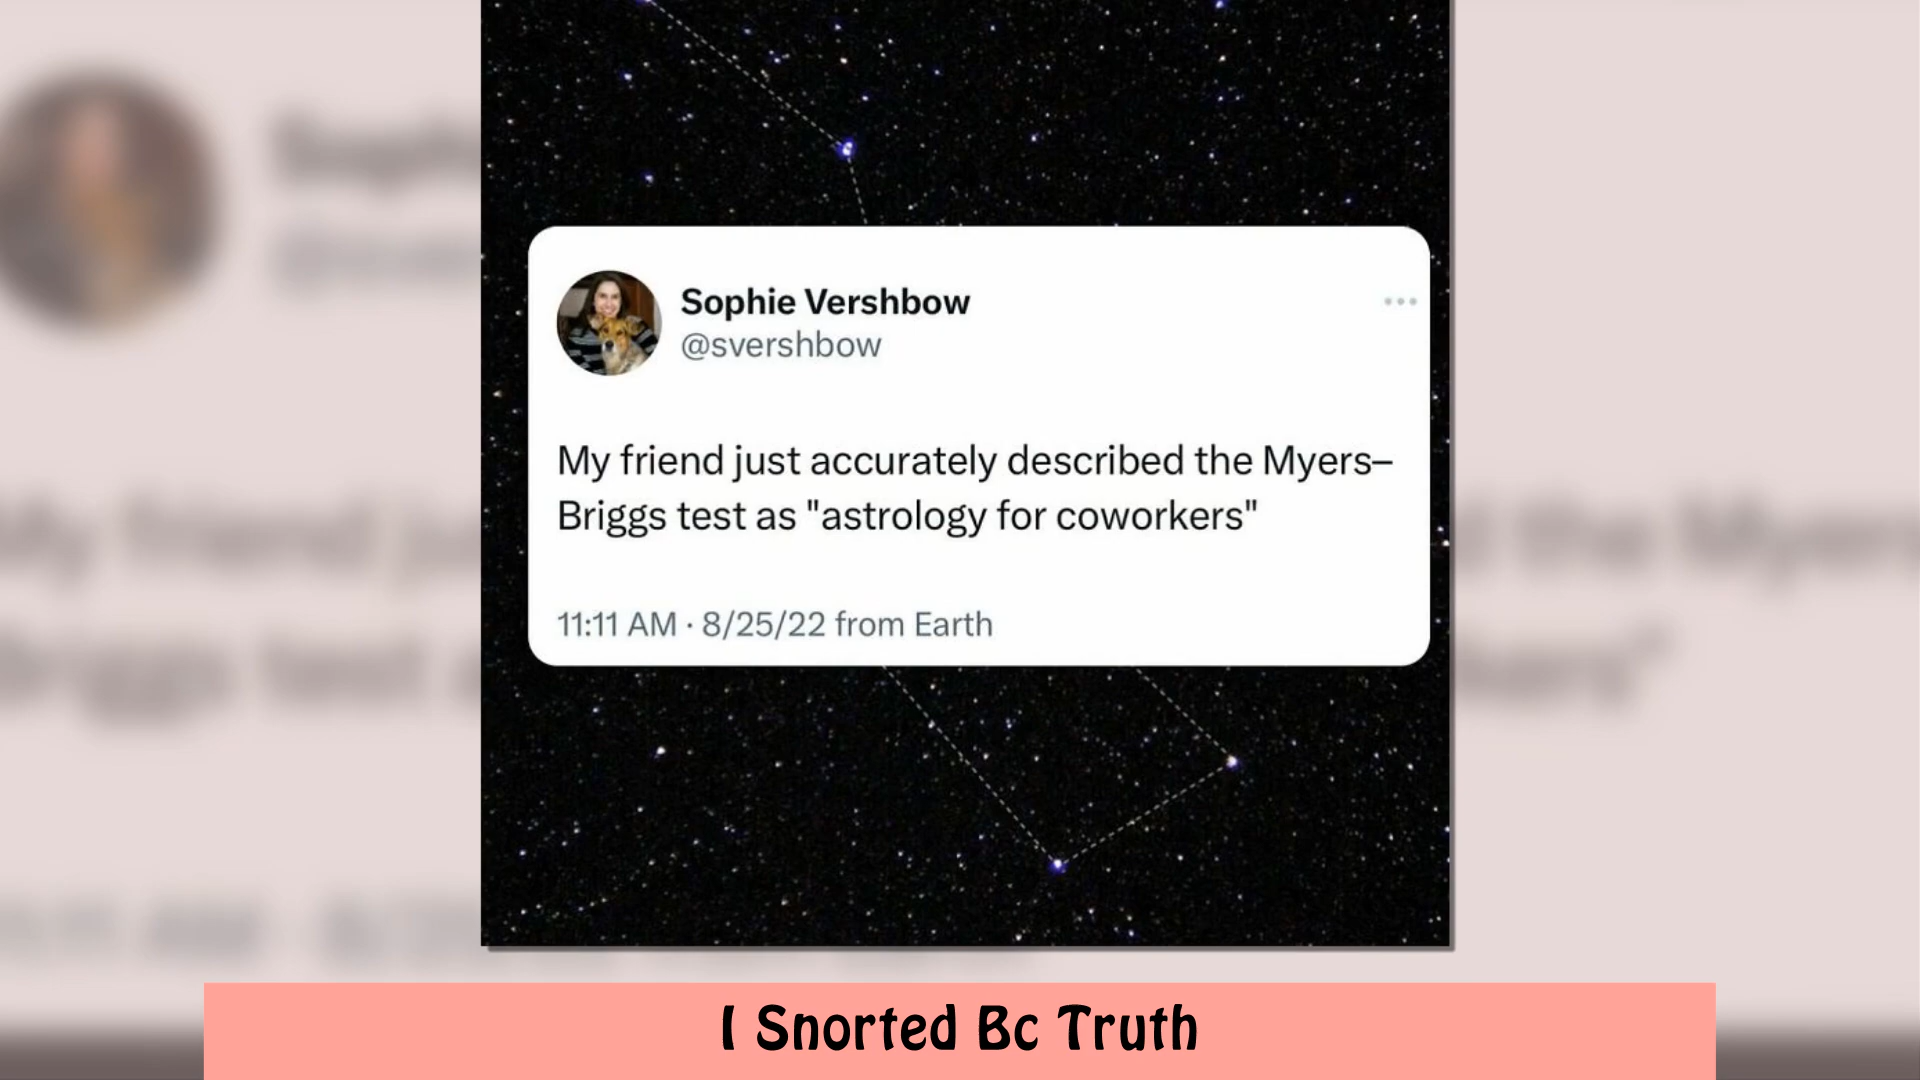 Sophie Vershbow
@svershbow
My friend just accurately described the Myers–
Briggs test as "astrology for coworkers"
11:11 AM · 8/25/22 from Earth
I Snorted Bc Truth